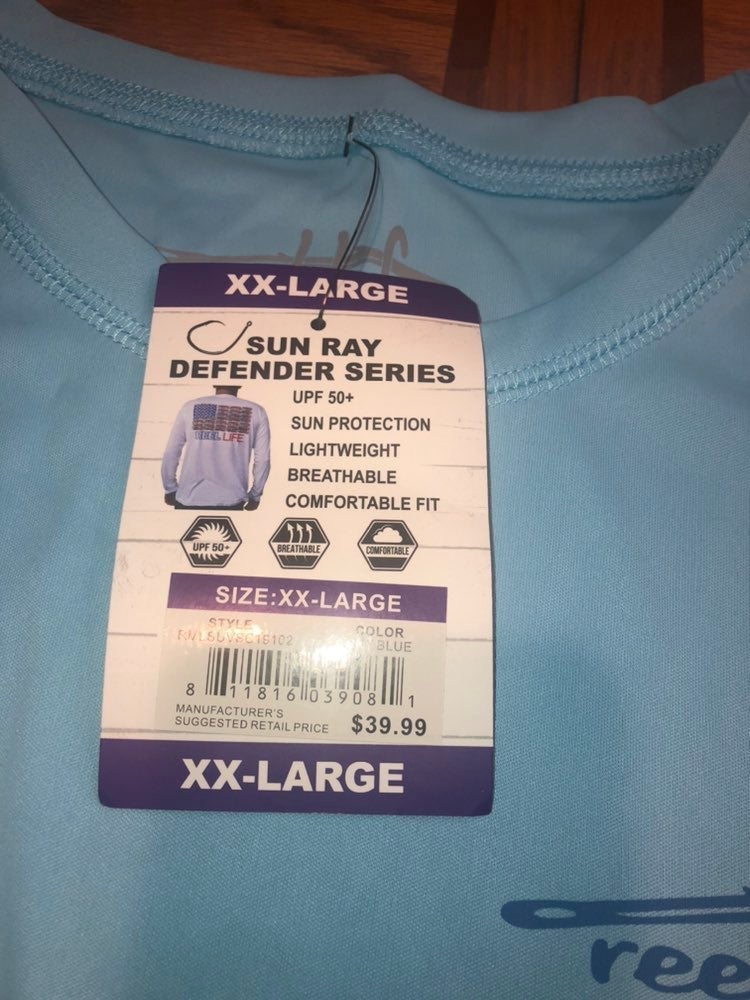 XX-LARGE
SUN RAY
DEFENDER SERIES
UPF 50+
SUN PROTECTION
LIGHTWEIGHT
BREATHABLE
COMFORTABLE FIT
REEL LIFE
UPF 50+
BREATHABLE
COMFORTABLE
SIZE:XX-LARGE
STYLE COLOR
BLUE
8 11816 03908 1
MANUFACTURER'S
SUGGESTED RETAIL PRICE $39.99
XX-LARGE
ree